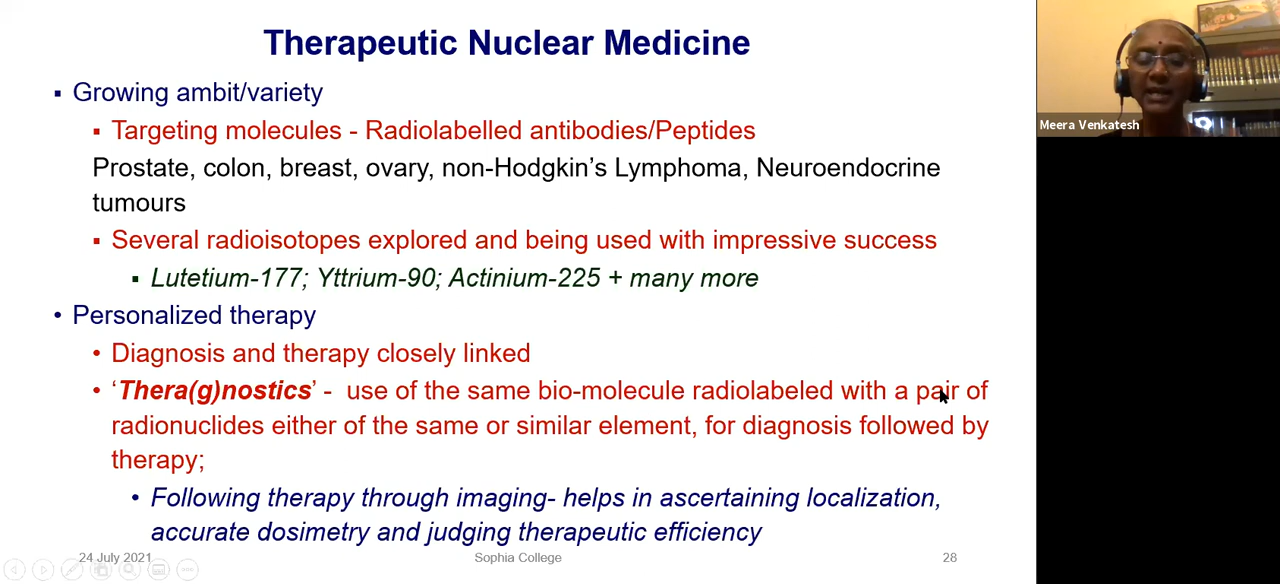 Therapeutic Nuclear Medicine
▪ Growing ambit/variety
▪ Targeting molecules - Radiolabelled antibodies/Peptides
Prostate, colon, breast, ovary, non-Hodgkin’s Lymphoma, Neuroendocrine
tumours
▪ Several radioisotopes explored and being used with impressive success
▪ Lutetium-177; Yttrium-90; Actinium-225 + many more
• Personalized therapy
• Diagnosis and therapy closely linked
• ‘Thera(g)nostics’ - use of the same bio-molecule radiolabeled with a pair of
radionuclides either of the same or similar element, for diagnosis followed by
therapy;
• Following therapy through imaging- helps in ascertaining localization,
accurate dosimetry and judging therapeutic efficiency
24 July 2021
Sophia College
28
Meera Venkatesh